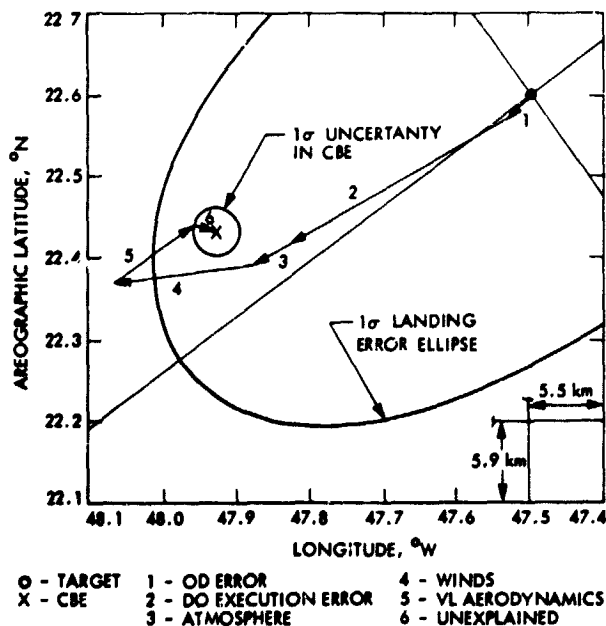 22 7
22.6
22.5
22.4
22.3
22.2
22.1
AREOGRAPHIC LATITUDE, °N
1σ UNCERTANTY
IN CBE
1
2
3
4
5
6
1σ LANDING
ERROR ELLIPSE
5.5 km
5.9 km
48.1 48.0 47.9 47.8 47.7 47.6 47.5 47.4
LONGITUDE, °W
O - TARGET 1 - OD ERROR 4 - WINDS
X - CBE 2 - DO EXECUTION ERROR 5 - VL AERODYNAMICS
3 - ATMOSPHERE 6 - UNEXPLAINED